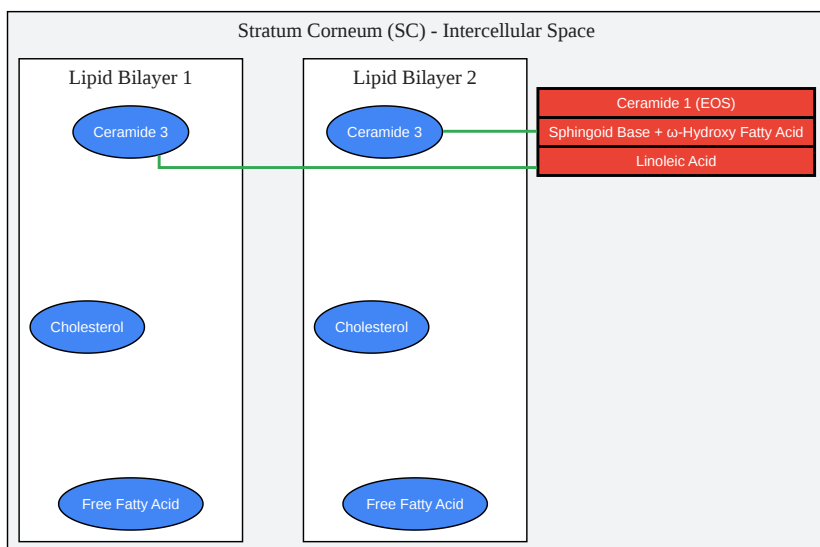 Stratum Corneum (SC) - Intercellular Space
Lipid Bilayer 1
Ceramide 3
Cholesterol
Free Fatty Acid
Lipid Bilayer 2
Ceramide 3
Cholesterol
Free Fatty Acid
Ceramide 1 (EOS)
Sphingoid Base + ω-Hydroxy Fatty Acid
Linoleic Acid